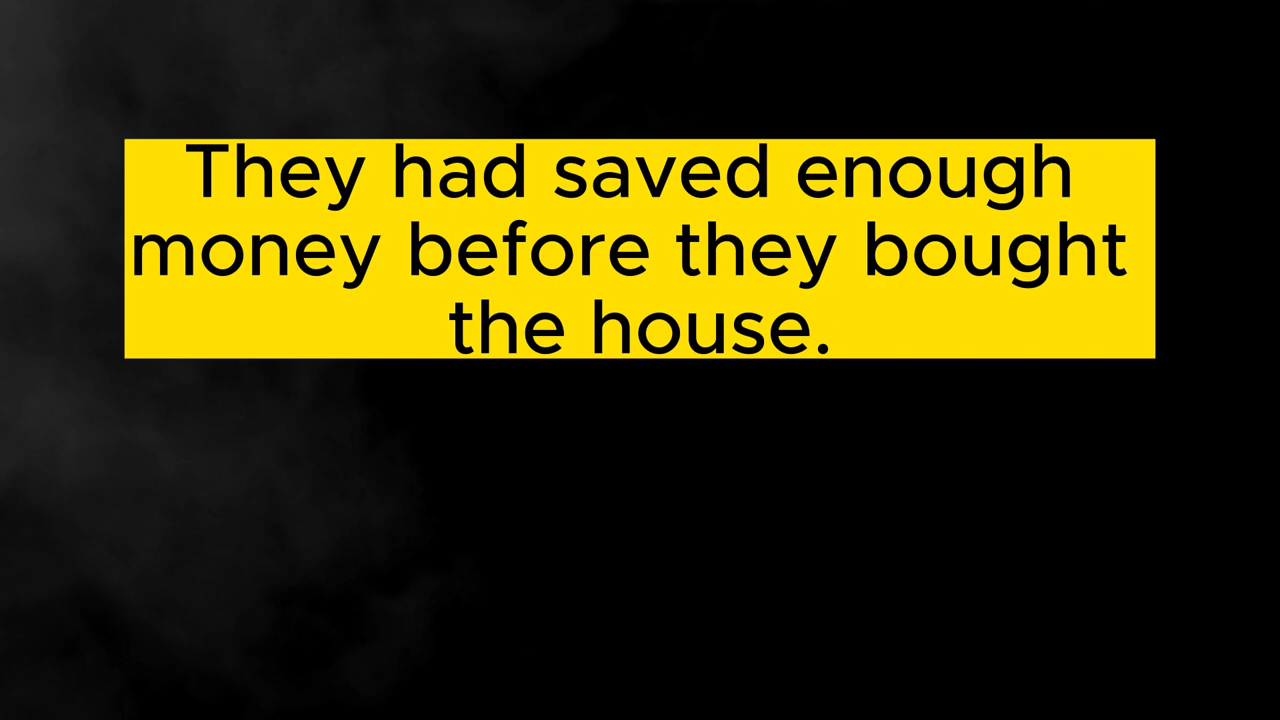 They had saved enough
money before they bought
the house.